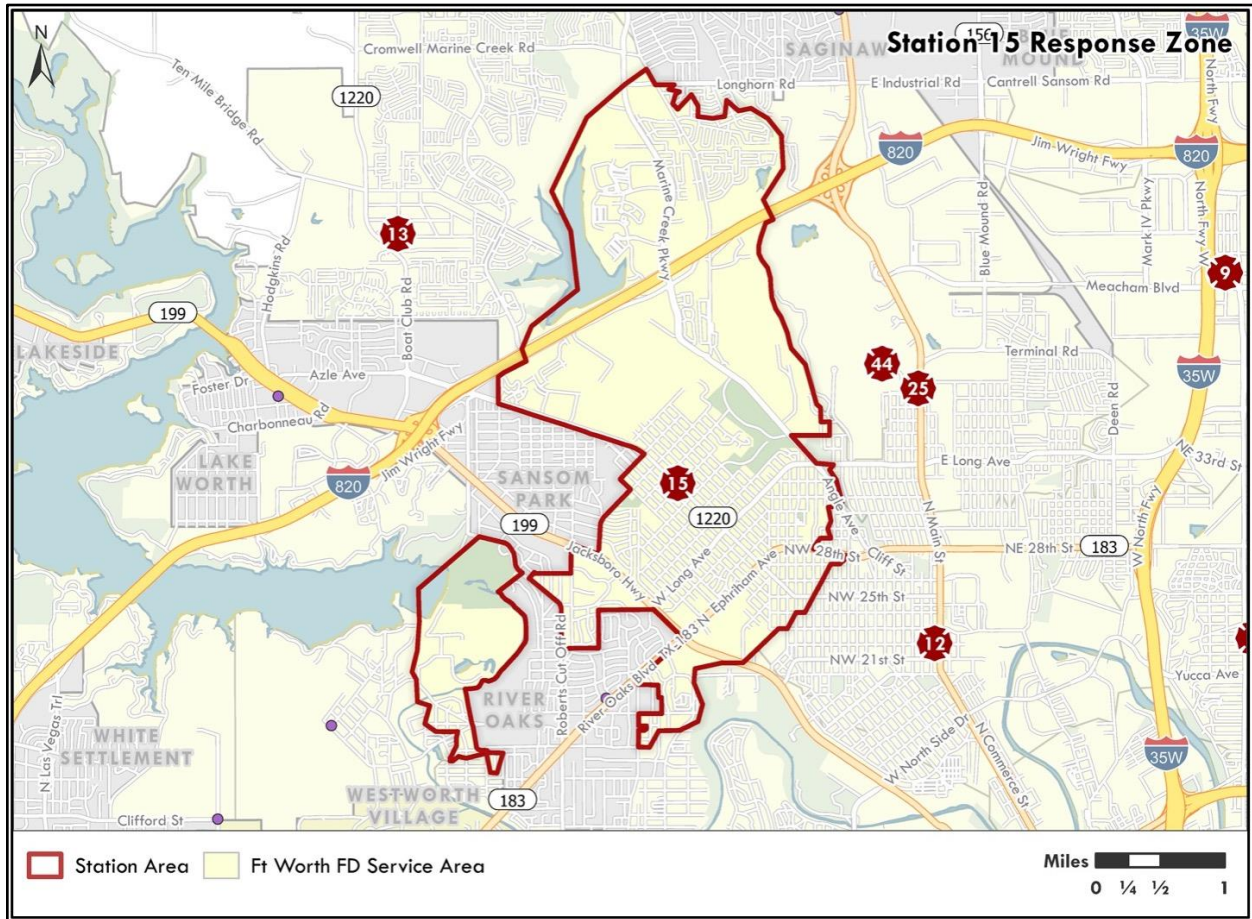 N
Station 15 Response Zone
SAGINAW
156
BLUE
MOUND
35W
North Fwy
Cromwell Marine Creek Rd
Ten Mile Bridge Rd
1220
Longhorn Rd
E Industrial Rd
Cantrell Sansom Rd
820
Jim Wright Fwy
820
Marine Creek Pkwy
13
Hodgkins Rd
Boat Club Rd
Blue Mound Rd
Mark IV Pkwy
North Fwy W
9
Meacham Blvd
199
LAKESIDE
Foster Dr
Azle Ave
Charbonneau Rd
44
25
Terminal Rd
35W
Deen Rd
NE 33rd St
LAKE
WORTH
820
Jim Wright Fwy
SANSOM
PARK
199
15
1220
E Long Ave
Angle Ave
N Main St
W North Fwy
Jacksboro Hwy
W Long Ave
Ephriham Ave
NW 28th St
Cliff St
NE 28th St
183
NW 25th St
12
NW 21st St
Yucca Ave
Roberts Cut Off Rd
River Oaks Blvd
TX-183 N
RIVER
OAKS
N Las Vegas Trl
WHITE
SETTLEMENT
W North Side Dr
N Commerce St
35W
WESTWORTH
VILLAGE
183
Clifford St
Station Area
Ft Worth FD Service Area
Miles
0 ¼ ½ 1